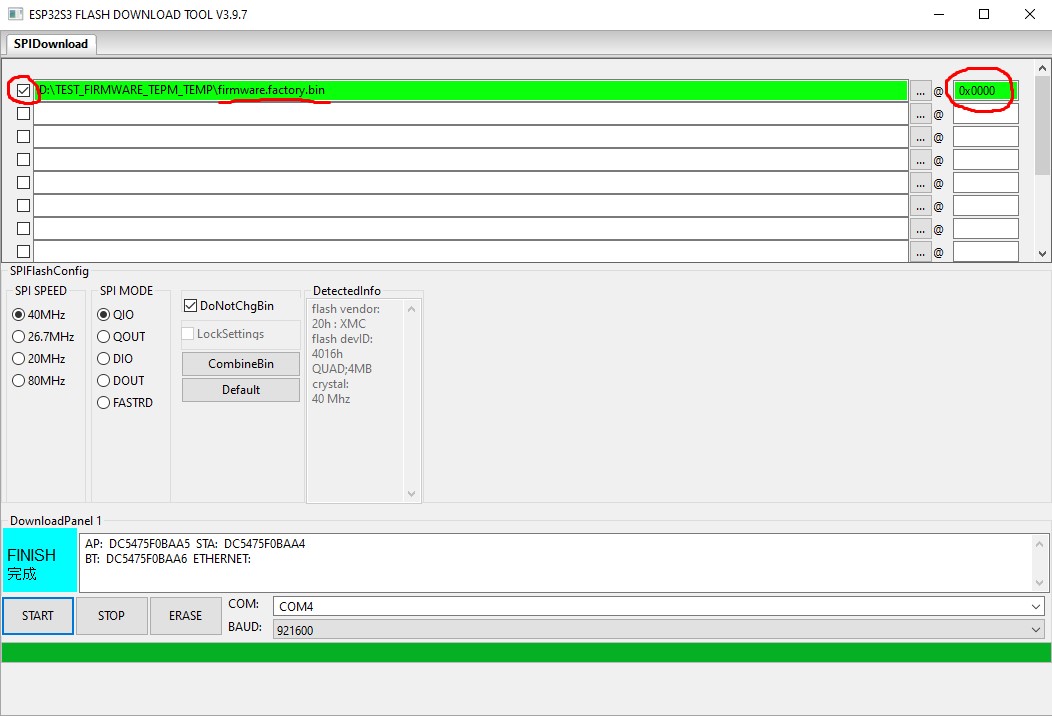 ESP32S3 FLASH DOWNLOAD TOOL V3.9.7
SPIDownload
D:\TEST_FIRMWARE_TEPM_TEMP\firmware.factory.bin ... @ 0x0000
... @
... @
... @
... @
... @
... @
... @
SPIFlashConfig
SPI SPEED
40MHz
26.7MHz
20MHz
80MHz
SPI MODE
QIO
QOUT
DIO
DOUT
FASTRD
DoNotChgBin
LockSettings
CombineBin
Default
DetectedInfo
flash vendor:
20h : XMC
flash devID:
4016h
QUAD;4MB
crystal:
40 Mhz
DownloadPanel 1
FINISH
完成
AP: DC5475F0BAA5 STA: DC5475F0BAA4
BT: DC5475F0BAA6 ETHERNET:
START
STOP
ERASE
COM: COM4
BAUD: 921600